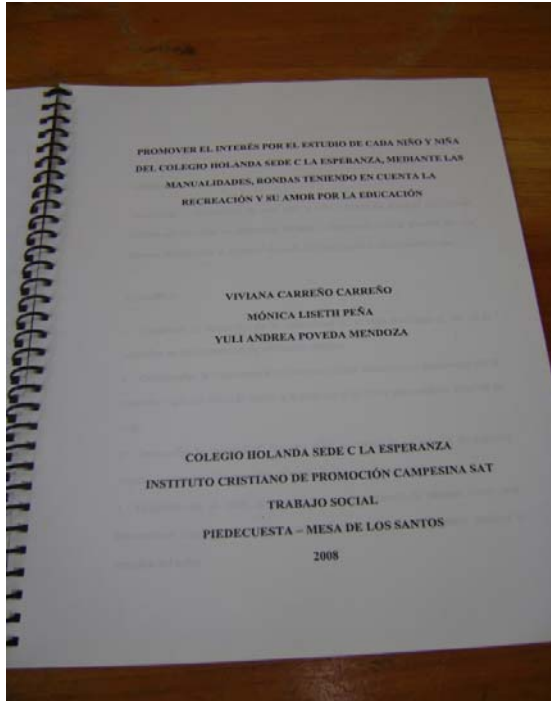 PROMOVER EL INTERÉS POR EL ESTUDIO DE CADA NIÑO Y NIÑA
DEL COLEGIO HOLANDA SEDE C LA ESPERANZA, MEDIANTE LAS
MANUALIDADES, RONDAS TENIENDO EN CUENTA LA
RECREACIÓN Y SU AMOR POR LA EDUCACIÓN
VIVIANA CARREÑO CARREÑO
MÓNICA LISETH PEÑA
YULI ANDREA POVEDA MENDOZA
COLEGIO HOLANDA SEDE C LA ESPERANZA
INSTITUTO CRISTIANO DE PROMOCIÓN CAMPESINA SAT
TRABAJO SOCIAL
PIEDECUESTA – MESA DE LOS SANTOS
2008